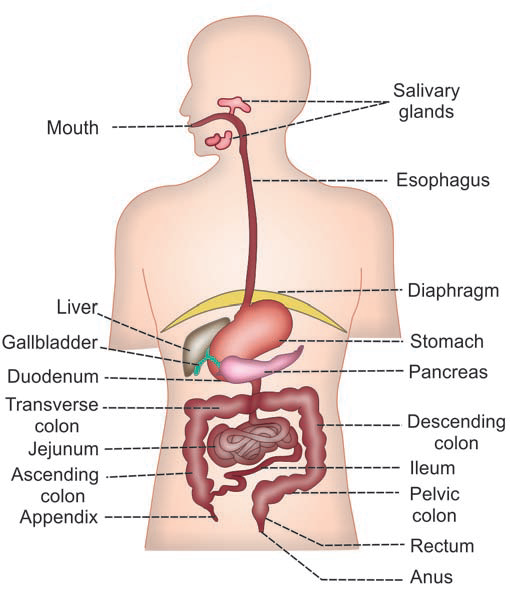 Salivary
glands
Mouth
Esophagus
Diaphragm
Liver
Gallbladder
Stomach
Duodenum
Pancreas
Transverse
colon
Descending
colon
Jejunum
Ileum
Ascending
colon
Pelvic
colon
Appendix
Rectum
Anus